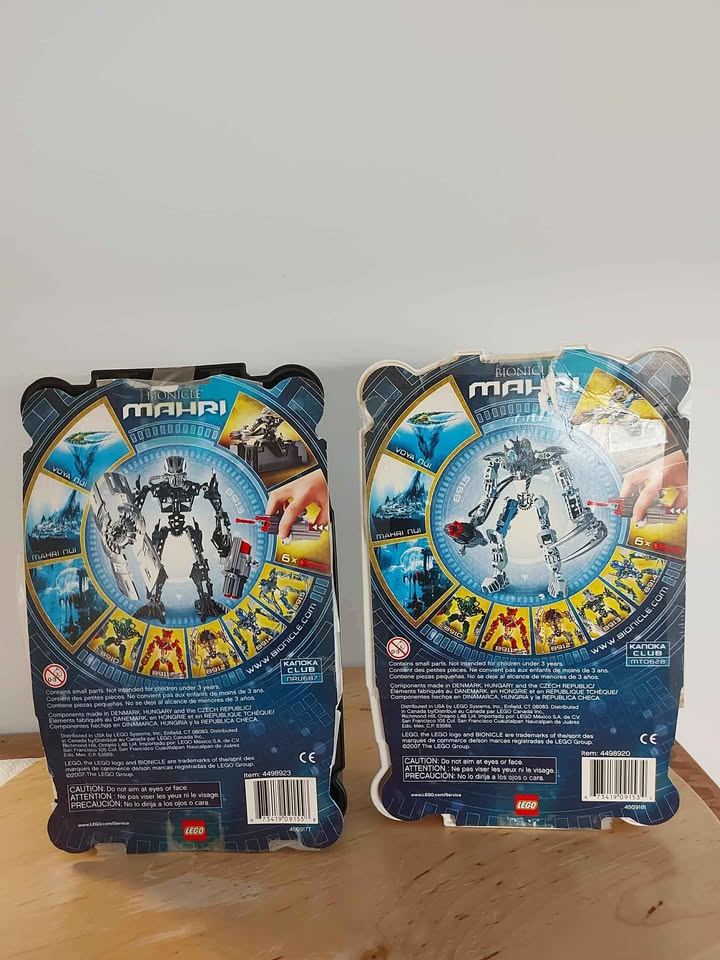 BIONICLE
MAHRI
VOYA NUI
MAHRI NUI
8913
6x
8910
8911
8912
8914
8915
WWW.BIONICLE.COM
KANOKA
CLUB
NRU687
0-3
Contains small parts. Not intended for children under 3 years.
Contient des petites pièces. Ne convient pas aux enfants de moins de 3 ans.
Contiene piezas pequeñas. No se deje al alcance de menores de 3 años.
Components made in DENMARK, HUNGARY and the CZECH REPUBLIC/
Éléments fabriqués au DANEMARK, en HONGRIE et en RÉPUBLIQUE TCHÈQUE/
Componentes hechos en DINAMARCA, HUNGRÍA y la REPÚBLICA CHECA.
Distributed in USA by LEGO Systems, Inc., Enfield, CT 06083. Distributed
in Canada by/Distribué au Canada par LEGO Canada Inc.,
Richmond Hill, Ontario L4B 1J4. Importado por LEGO México S.A. de C.V.
San Francisco 105 Col. San Francisco Cuautlalpan Naucalpan de Juárez
Edo. Mex. C.P. 53569.
LEGO, the LEGO logo and BIONICLE are trademarks of the/sont des
marques de commerce de/son marcas registradas de LEGO Group.
©2007 The LEGO Group.
CE
Item: 4498923
CAUTION: Do not aim at eyes or face.
ATTENTION : Ne pas viser les yeux ni le visage.
PRECAUCIÓN: No lo dirija a los ojos o cara.
www.LEGO.com/Service
LEGO
6
73419 09153
8
4509177
BIONICLE
MAHRI
VOYA NUI
MAHRI NUI
8915
6x
8910
8911
8912
8914
WWW.BIONICLE.COM
KANOKA
CLUB
MT0628
0-3
Contains small parts. Not intended for children under 3 years.
Contient des petites pièces. Ne convient pas aux enfants de moins de 3 ans.
Contiene piezas pequeñas. No se deje al alcance de menores de 3 años.
Components made in DENMARK, HUNGARY and the CZECH REPUBLIC/
Éléments fabriqués au DANEMARK, en HONGRIE et en RÉPUBLIQUE TCHÈQUE/
Componentes hechos en DINAMARCA, HUNGRÍA y la REPÚBLICA CHECA.
Distributed in USA by LEGO Systems, Inc., Enfield, CT 06083. Distributed
in Canada by/Distribué au Canada par LEGO Canada Inc.,
Richmond Hill, Ontario L4B 1J4. Importado por LEGO México S.A. de C.V.
San Francisco 105 Col. San Francisco Cuautlalpan Naucalpan de Juárez
Edo. Mex. C.P. 53569.
LEGO, the LEGO logo and BIONICLE are trademarks of the/sont des
marques de commerce de/son marcas registradas de LEGO Group.
©2007 The LEGO Group.
CE
Item: 4498920
CAUTION: Do not aim at eyes or face.
ATTENTION : Ne pas viser les yeux ni le visage.
PRECAUCIÓN: No lo dirija a los ojos o cara.
www.LEGO.com/Service
LEGO
73419 09153
4509181